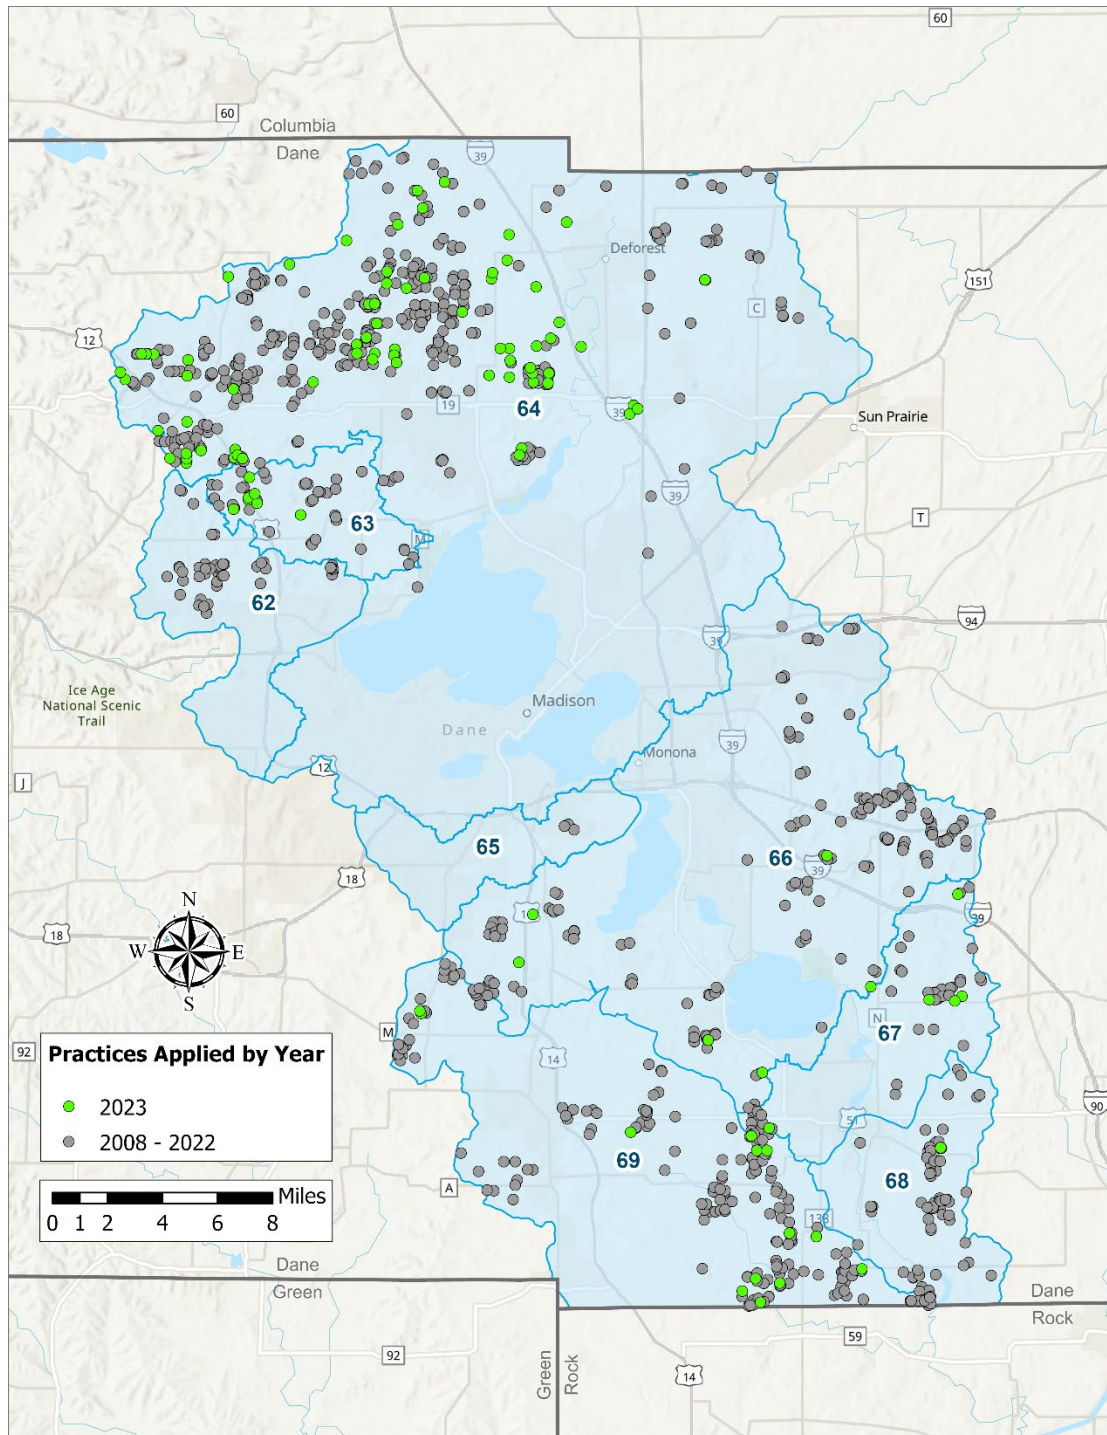 60
60
Columbia
Dane
39
Deforest
151
C
12
19
64
39
Sun Prairie
39
T
63
M
62
94
39
Ice Age
National Scenic
Trail
Madison
Dane
39
Monona
J
12
65
66
18
39
N
18
W
E
39
S
M
N
67
92
14
Practices Applied by Year
2023
2008 - 2022
90
51
69
68
A
Miles
0 1 2 4 6 8
138
Dane
Green
Dane
Rock
59
92
Green
Rock
14